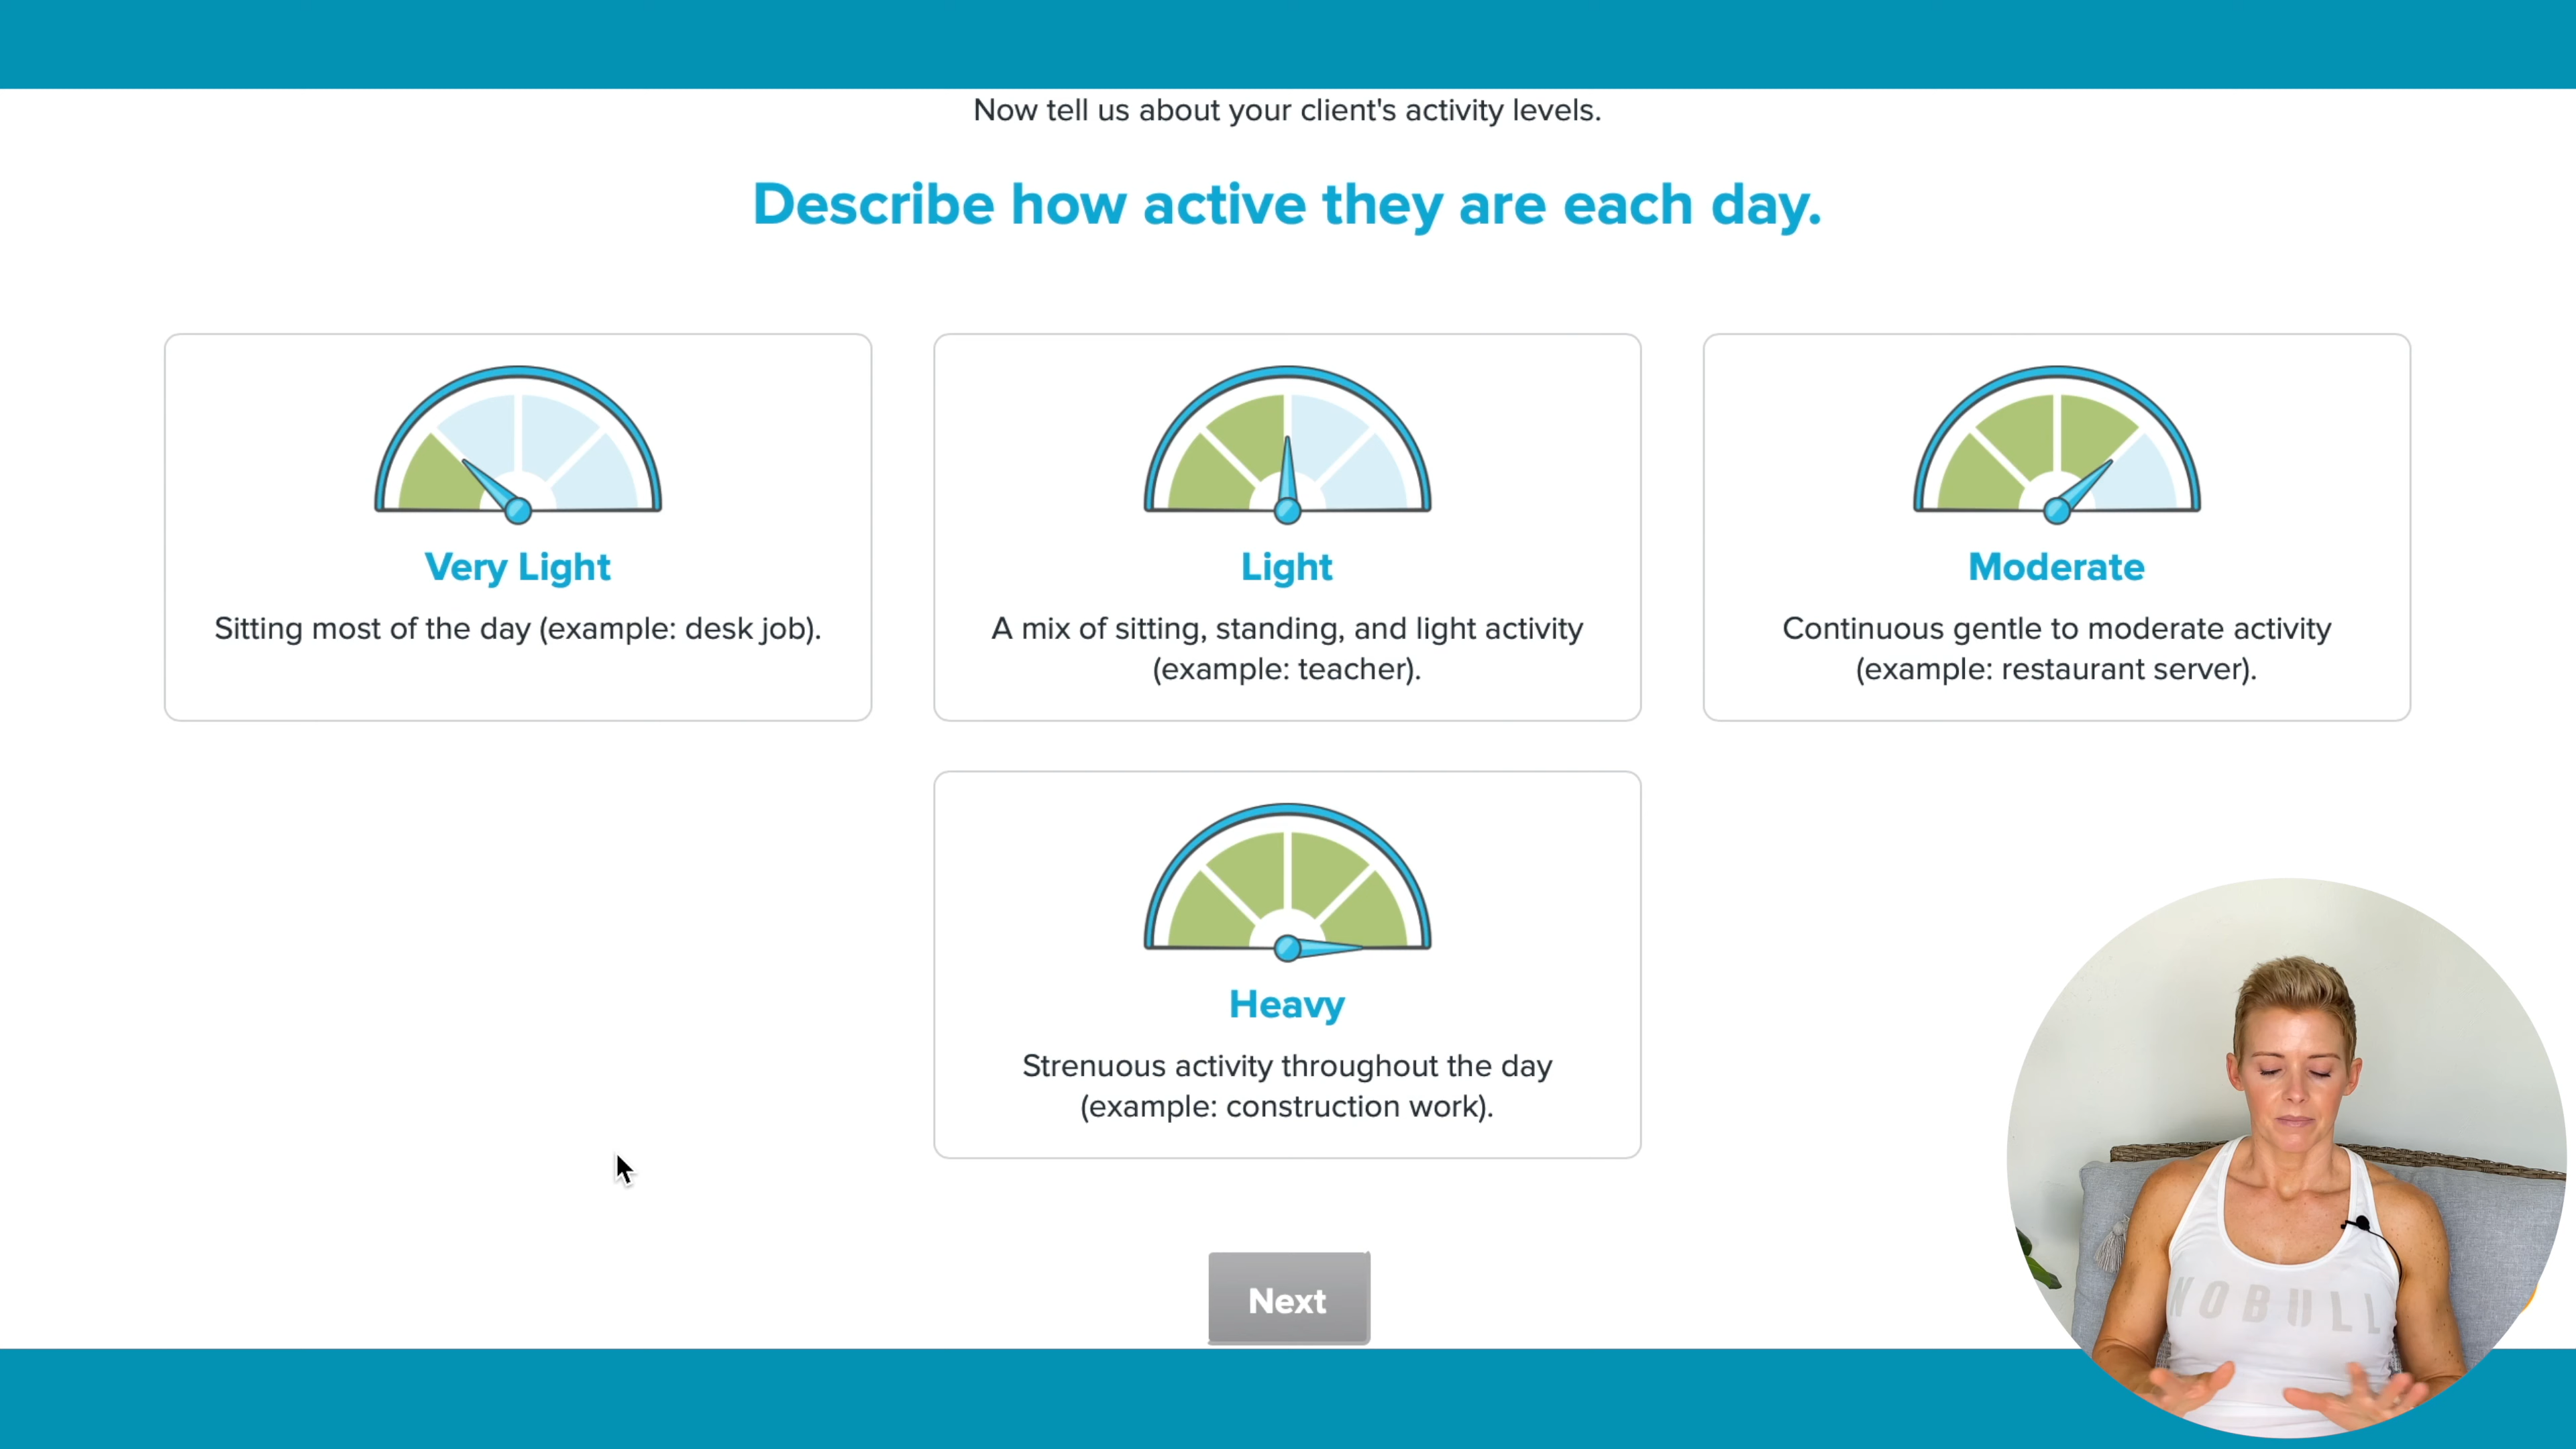 Now tell us about your client's activity levels.
Describe how active they are each day.
Very Light
Sitting most of the day (example: desk job).
Light
A mix of sitting, standing, and light activity
(example: teacher).
Moderate
Continuous gentle to moderate activity
(example: restaurant server).
Heavy
Strenuous activity throughout the day
(example: construction work).
Next
NOBULL